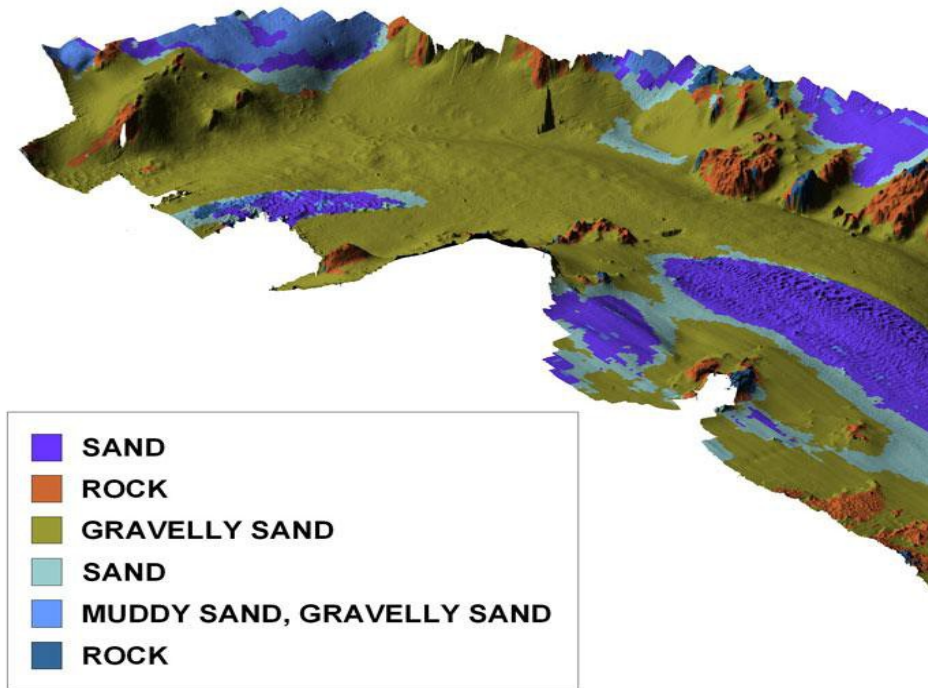 SAND
ROCK
GRAVELLY SAND
SAND
MUDDY SAND, GRAVELLY SAND
ROCK